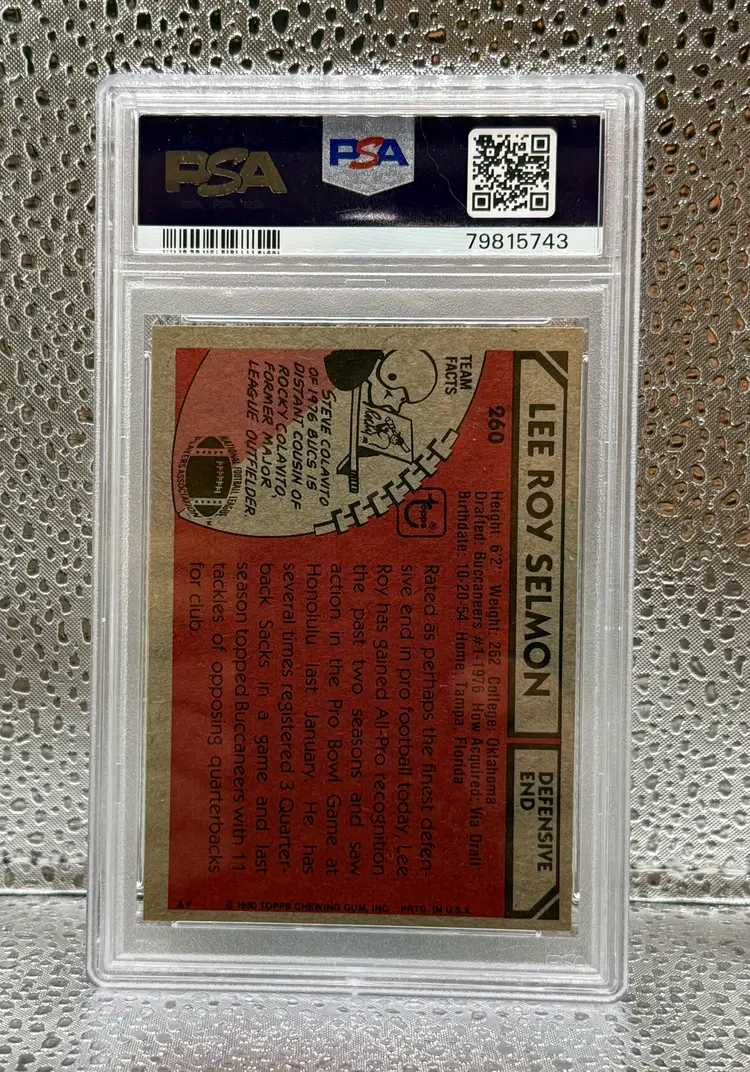 PSA
PSA
79815743
LEE ROY SELMON
DEFENSIVE
END
260
Height: 6'2" Weight: 262 College: Oklahoma
Drafted: Buccaneers #1-1976 How Acquired: Via Draft
Birthdate: 10-20-54 Home: Tampa, Florida
TEAM
FACTS
STEVE COLAVITO
OF 1976 BUCS IS
DISTANT COUSIN OF
ROCKY COLAVITO,
FORMER MAJOR
LEAGUE OUTFIELDER.
topps®
NATIONAL FOOTBALL LEAGUE
PLAYERS ASSOCIATION
Rated as perhaps the finest defen-
sive end in pro football today, Lee
Roy has gained All-Pro recognition
the past two seasons and saw
action in the Pro Bowl Game at
Honolulu last January. He has
several times registered 3 Quarter-
back Sacks in a game and last
season topped Buccaneers with 11
tackles of opposing quarterbacks
for club.
© 1980 TOPPS CHEWING GUM, INC. PRTD. IN U.S.A.